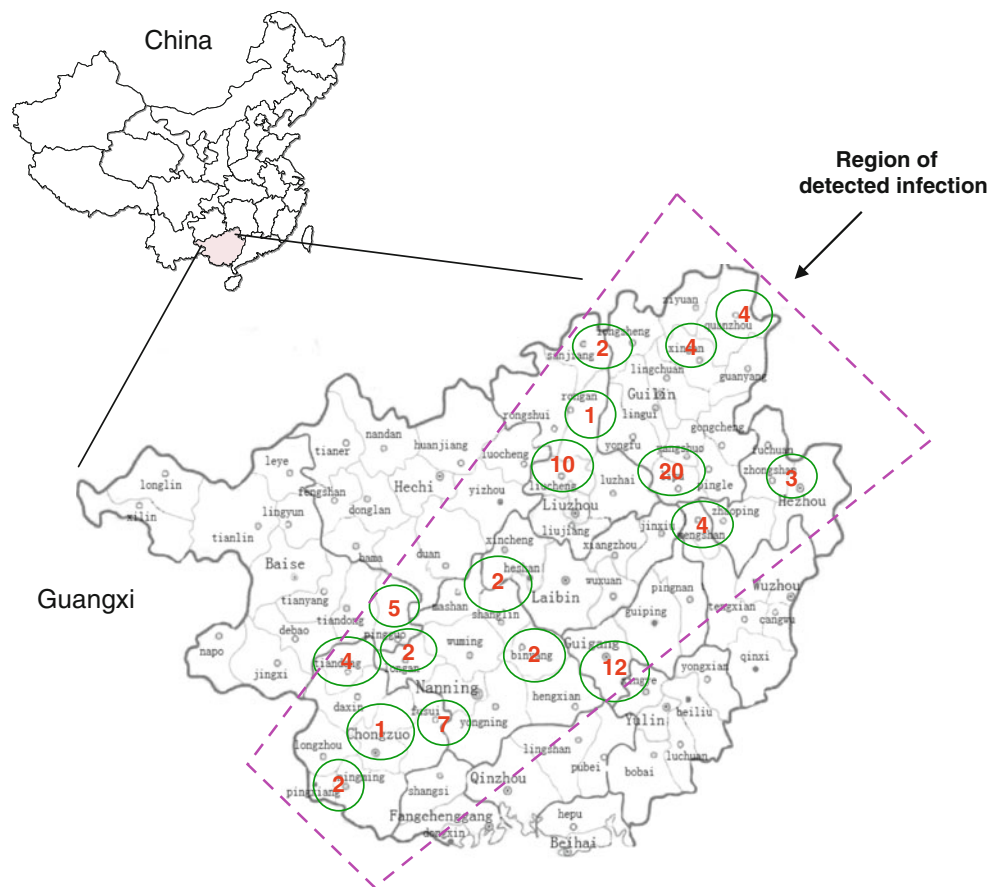 China
Region of
detected infection
Guangxi
ziyuan
4
quanzhou
longsheng
2
sanjiang
4
lingchuan
guanyang
rongan
Guilin
1
rongshui
lingui
gongcheng
nandan
huanjiang
tianer
yongfu
yangshuo
fuchuan
luocheng
leye
10
20
zhongshan
3
longlin
Hechi
yizhou
liucheng
luzhai
pingle
Hezhou
fengshan
donglan
Liuzhou
zhaoping
xilin
lingyun
liujiang
jinxiu
4
mengshan
tianlin
xincheng
xiangzhou
bama
duan
heshan
2
Baise
wuxuan
pingnan
Wuzhou
tianyang
5
mashan
Laibin
tengxian
cangwu
shanglin
guiping
tiandong
debao
pingguo
wuming
Guigang
napo
2
2
binyang
qinxi
4
longan
12
yongxian
jingxi
xingye
Nanning
hengxian
daxin
fusui
7
yongning
beiliu
Yulin
1
Chongzuo
longzhou
lingshan
luchuan
pubei
bobai
2
ningming
Qinzhou
pingxiang
shangsi
Fangchenggang
hepu
dongxin
Beihai